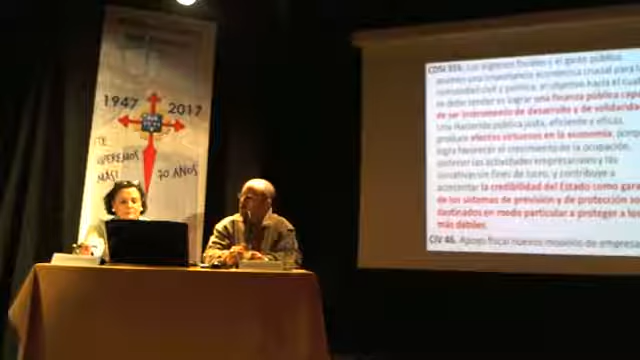 1947 2017
TE
QUEREMOS
MÁS!
70 AÑOS
CDSI 355. Los ingresos fiscales y el gasto público
asumen una importancia económica crucial para la
comunidad civil y política: el objetivo hacia el cual
se debe tender es lograr una finanza pública capaz
de ser instrumento de desarrollo y de solidaridad.
Una Hacienda pública justa, eficiente y eficaz,
produce efectos virtuosos en la economía, porque
logra favorecer el crecimiento de la ocupación,
sostener las actividades empresariales y las
iniciativas sin fines de lucro, y contribuye a
acrecentar la credibilidad del Estado como garante
de los sistemas de previsión y de protección social
destinados en modo particular a proteger a los
más débiles.
CIV 46. Apoyo fiscal nuevos modelos de empresa